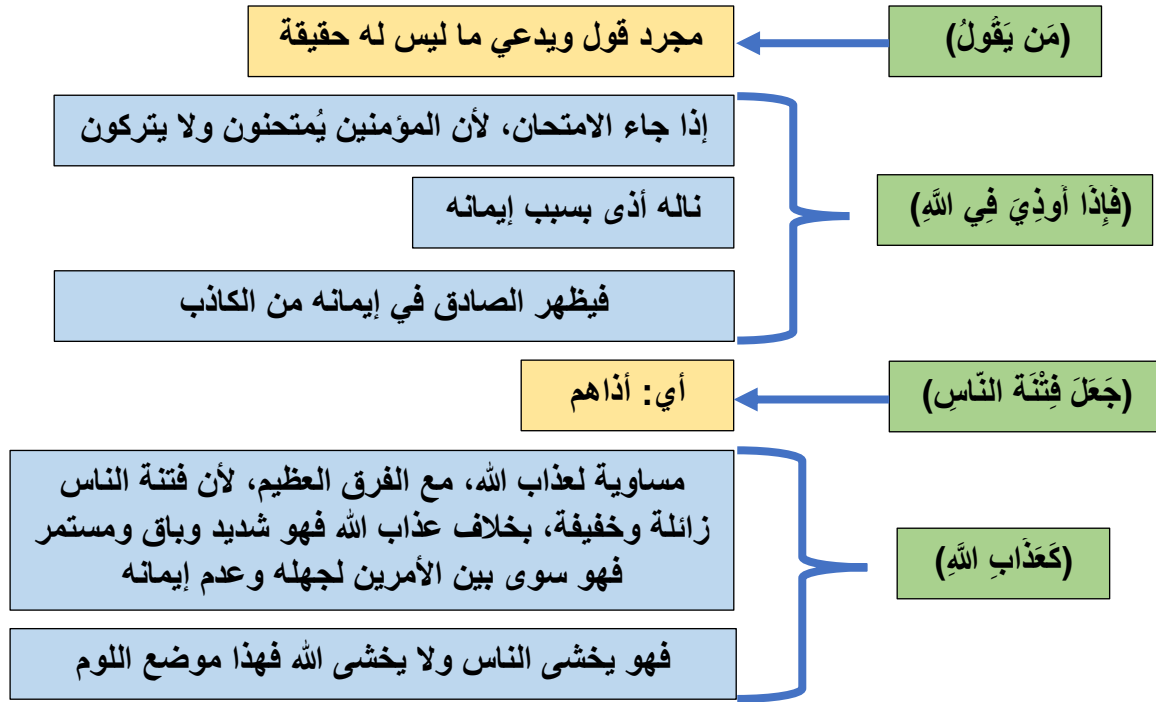 (مَن يَقُولُ)
مجرد قول ويدعي ما ليس له حقيقة
(فَإِذَا أُوذِيَ فِي اللَّهِ)
إذا جاء الامتحان، لأن المؤمنين يُمتحنون ولا يتركون
ناله أذى بسبب إيمانه
فيظهر الصادق في إيمانه من الكاذب
(جَعَلَ فِتْنَة النّاسِ)
أي: أذاهم
(كَعَذَابِ اللَّهِ)
مساوية لعذاب الله، مع الفرق العظيم، لأن فتنة الناس
زائلة وخفيفة، بخلاف عذاب الله فهو شديد وباق ومستمر
فهو سوى بين الأمرين لجهله وعدم إيمانه
فهو يخشى الناس ولا يخشى الله فهذا موضع اللوم